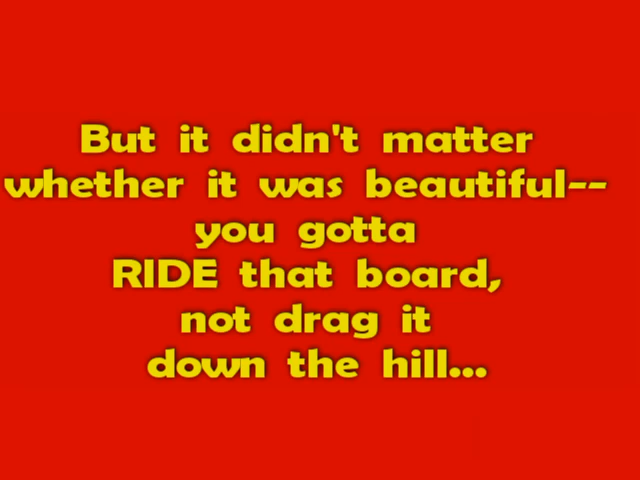 But it didn't matter
whether it was beautiful--
you gotta
RIDE that board,
not drag it
down the hill...